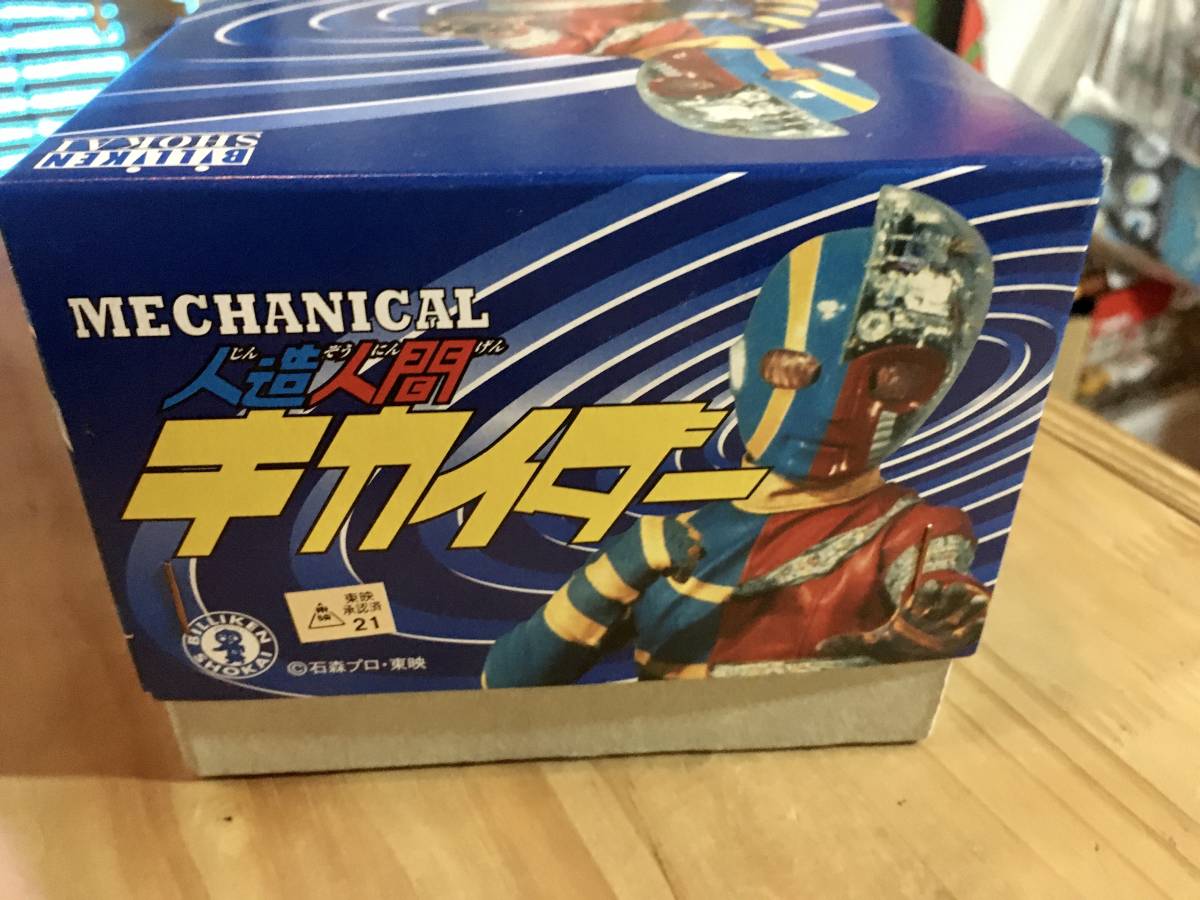 BILLIKEN
SHOKAI
MECHANICAL
じん ぞう にん げん
人造人間
キカイダー
東映
承認済
21
BILLIKEN
SHOKAI
©石森プロ・東映